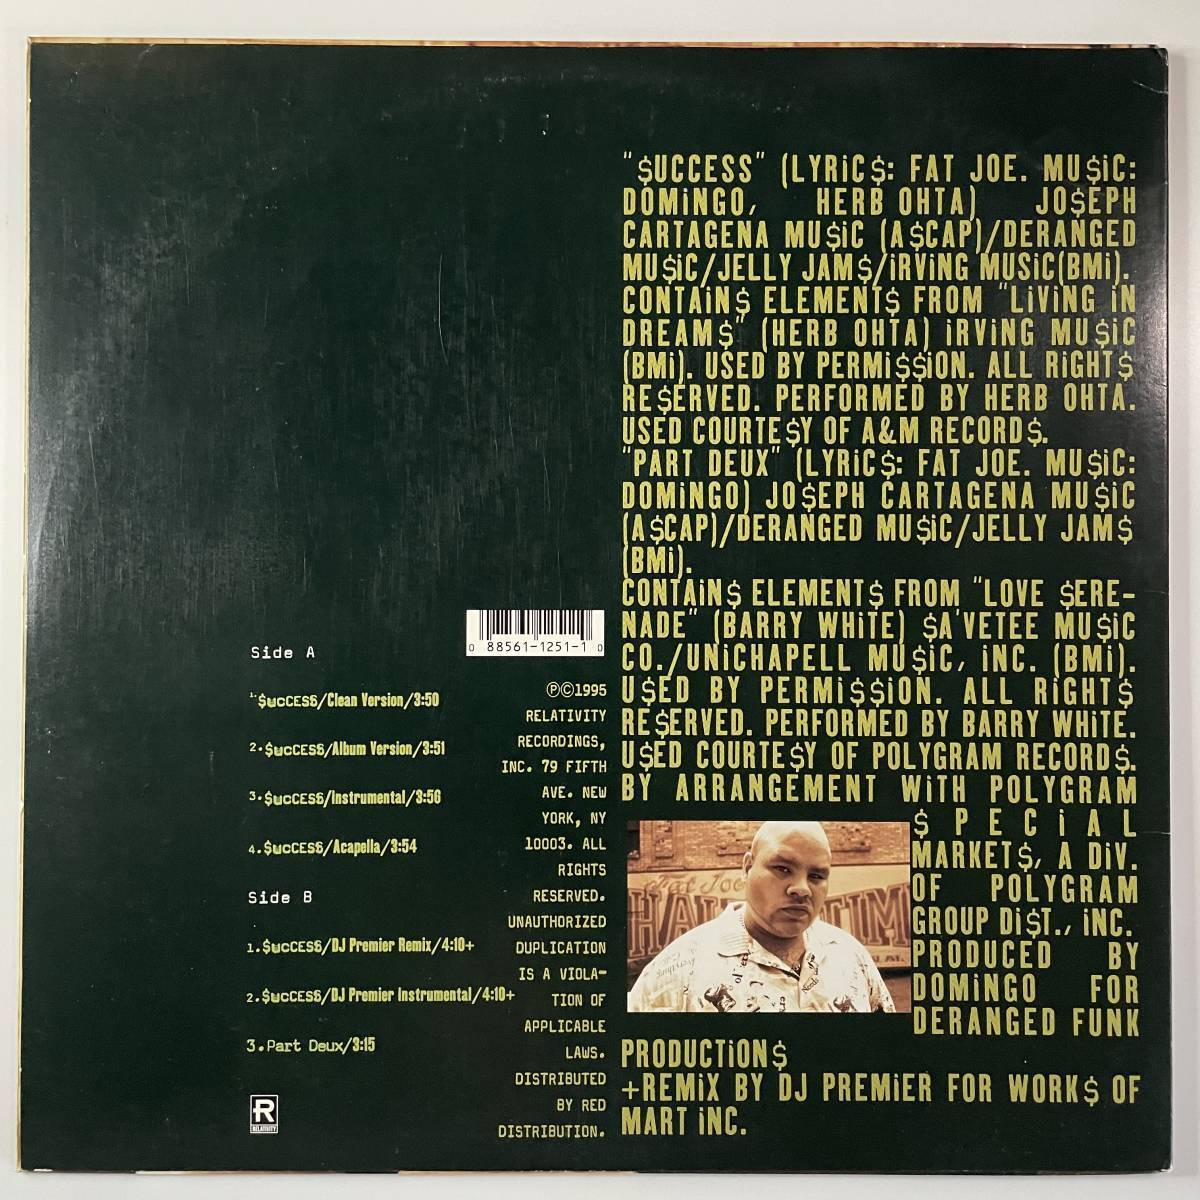 "$UCCESS" (LYRiC$: FAT JOE. MU$iC:
DOMiNGO, HERB OHTA) JO$EPH
CARTAGENA MU$iC (A$CAP)/DERANGED
MU$iC/JELLY JAM$/iRViNG MUSiC(BMi).
CONTAiN$ ELEMENT$ FROM "LiViNG iN
DREAM$" (HERB OHTA) iRViNG MU$iC
(BMi). USED BY PERMi$$iON. ALL RiGHT$
RE$ERVED. PERFORMED BY HERB OHTA.
USED COURTE$Y OF A&M RECORD$.
"PART DEUX" (LYRiC$: FAT JOE. MU$iC:
DOMiNGO) JO$EPH CARTAGENA MU$iC
(A$CAP)/DERANGED MU$iC/JELLY JAM$
(BMi).
CONTAiN$ ELEMENT$ FROM "LOVE $ERE-
NADE" (BARRY WHiTE) $A'VETEE MU$iC
CO./UNiCHAPELL MU$iC, iNC. (BMi).
U$ED BY PERMi$$iON. ALL RiGHT$
RE$ERVED. PERFORMED BY BARRY WHiTE.
U$ED COURTE$Y OF POLYGRAM RECORD$.
BY ARRANGEMENT WiTH POLYGRAM
$PECiAL
MARKET$, A DiV.
OF POLYGRAM
GROUP Di$T., iNC.
PRODUCED BY
DOMiNGO FOR
DERANGED FUNK
PRODUCTiON$
+REMiX BY DJ PREMiER FOR WORK$ OF
MART iNC.
Side A
1.$uCCESS/Clean Version/3:50
2.$uCCESS/Album Version/3:51
3.$uCCESS/Instrumental/3:56
4.$uCCESS/Acapella/3:54
Side B
1.$uCCESS/DJ Premier Remix/4:10+
2.$uCCESS/DJ Premier Instrumental/4:10+
3.Part Deux/3:15
RELATIVITY
0 88561-1251-1 0
℗©1995
RELATIVITY
RECORDINGS,
INC. 79 FIFTH
AVE. NEW
YORK, NY
10003. ALL
RIGHTS
RESERVED.
UNAUTHORIZED
DUPLICATION
IS A VIOLA-
TION OF
APPLICABLE
LAWS.
DISTRIBUTED
BY RED
DISTRIBUTION.
Fat Joe